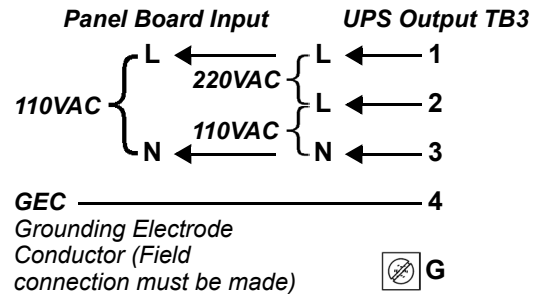 Panel Board Input UPS Output TB3
L L 1
220VAC
110VAC L 2
110VAC
N N 3
GEC 4
Grounding Electrode
Conductor (Field
connection must be made) G